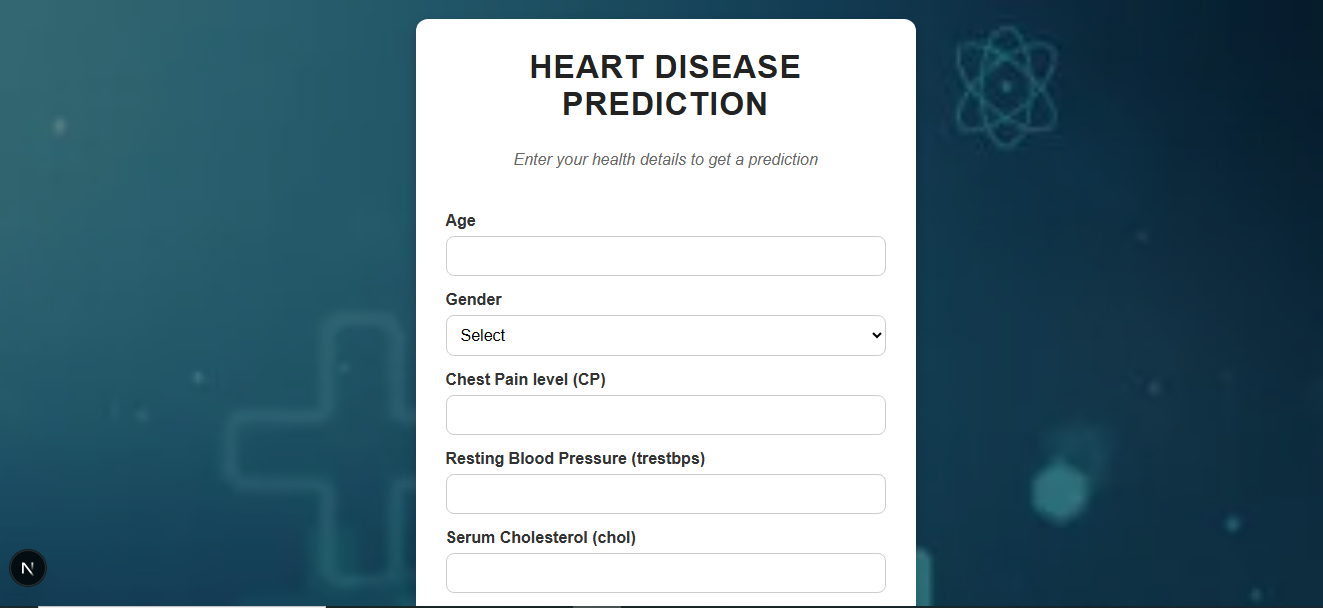 HEART DISEASE
PREDICTION
Enter your health details to get a prediction
Age
Gender
Select
Chest Pain level (CP)
Resting Blood Pressure (trestbps)
Serum Cholesterol (chol)
N